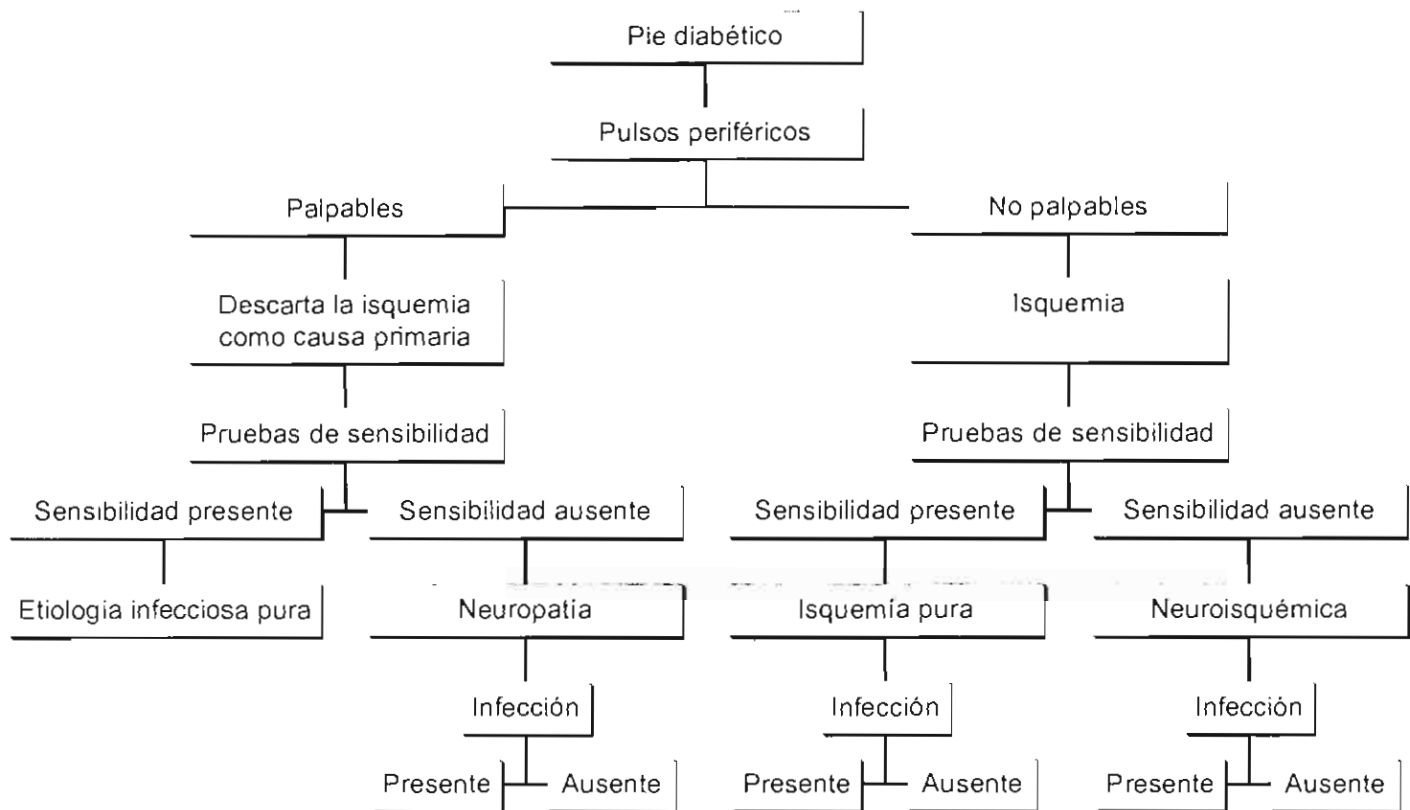 Pie diabético
Pulsos periféricos
Palpables
No palpables
Descarta la isquemia
como causa primaria
Isquemia
Pruebas de sensibilidad
Pruebas de sensibilidad
Sensibilidad presente
Sensibilidad ausente
Sensibilidad presente
Sensibilidad ausente
Etiologia infecciosa pura
Neuropatía
Isquemía pura
Neuroisquémica
Infección
Infección
Infección
Presente
Ausente
Presente
Ausente
Presente
Ausente